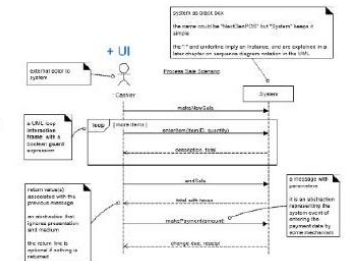 system as black box
the name could be "NextGenPOS" but "System" keeps it
simple
the ":" and underline imply an instance, and are explained in a
later chapter on sequence diagram notation in the UML
+ UI
external actor to
system
Process Sale Scenario
: Cashier
: System
makeNewSale
a UML loop
interaction
frame, with a
boolean guard
expression
loop
[ more items ]
enterItem(itemID, quantity)
description, total
endSale
return value(s)
associated with the
previous message
an abstraction that
ignores presentation
and medium
the return line is
optional if nothing is
returned
total with taxes
makePayment(amount)
a message with
parameters
it is an abstraction
representing the
system event of
entering the
payment data by
some mechanism
change due, receipt